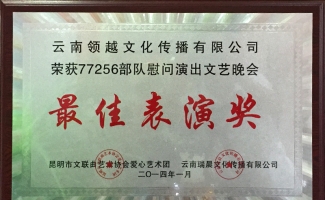 云南领越文化传播有限公司
荣获77256部队慰问演出文艺晚会
最佳表演奖
昆明市文联曲艺家协会爱心艺术团 云南瑞晨文化传播有限公司
二〇一四年一月